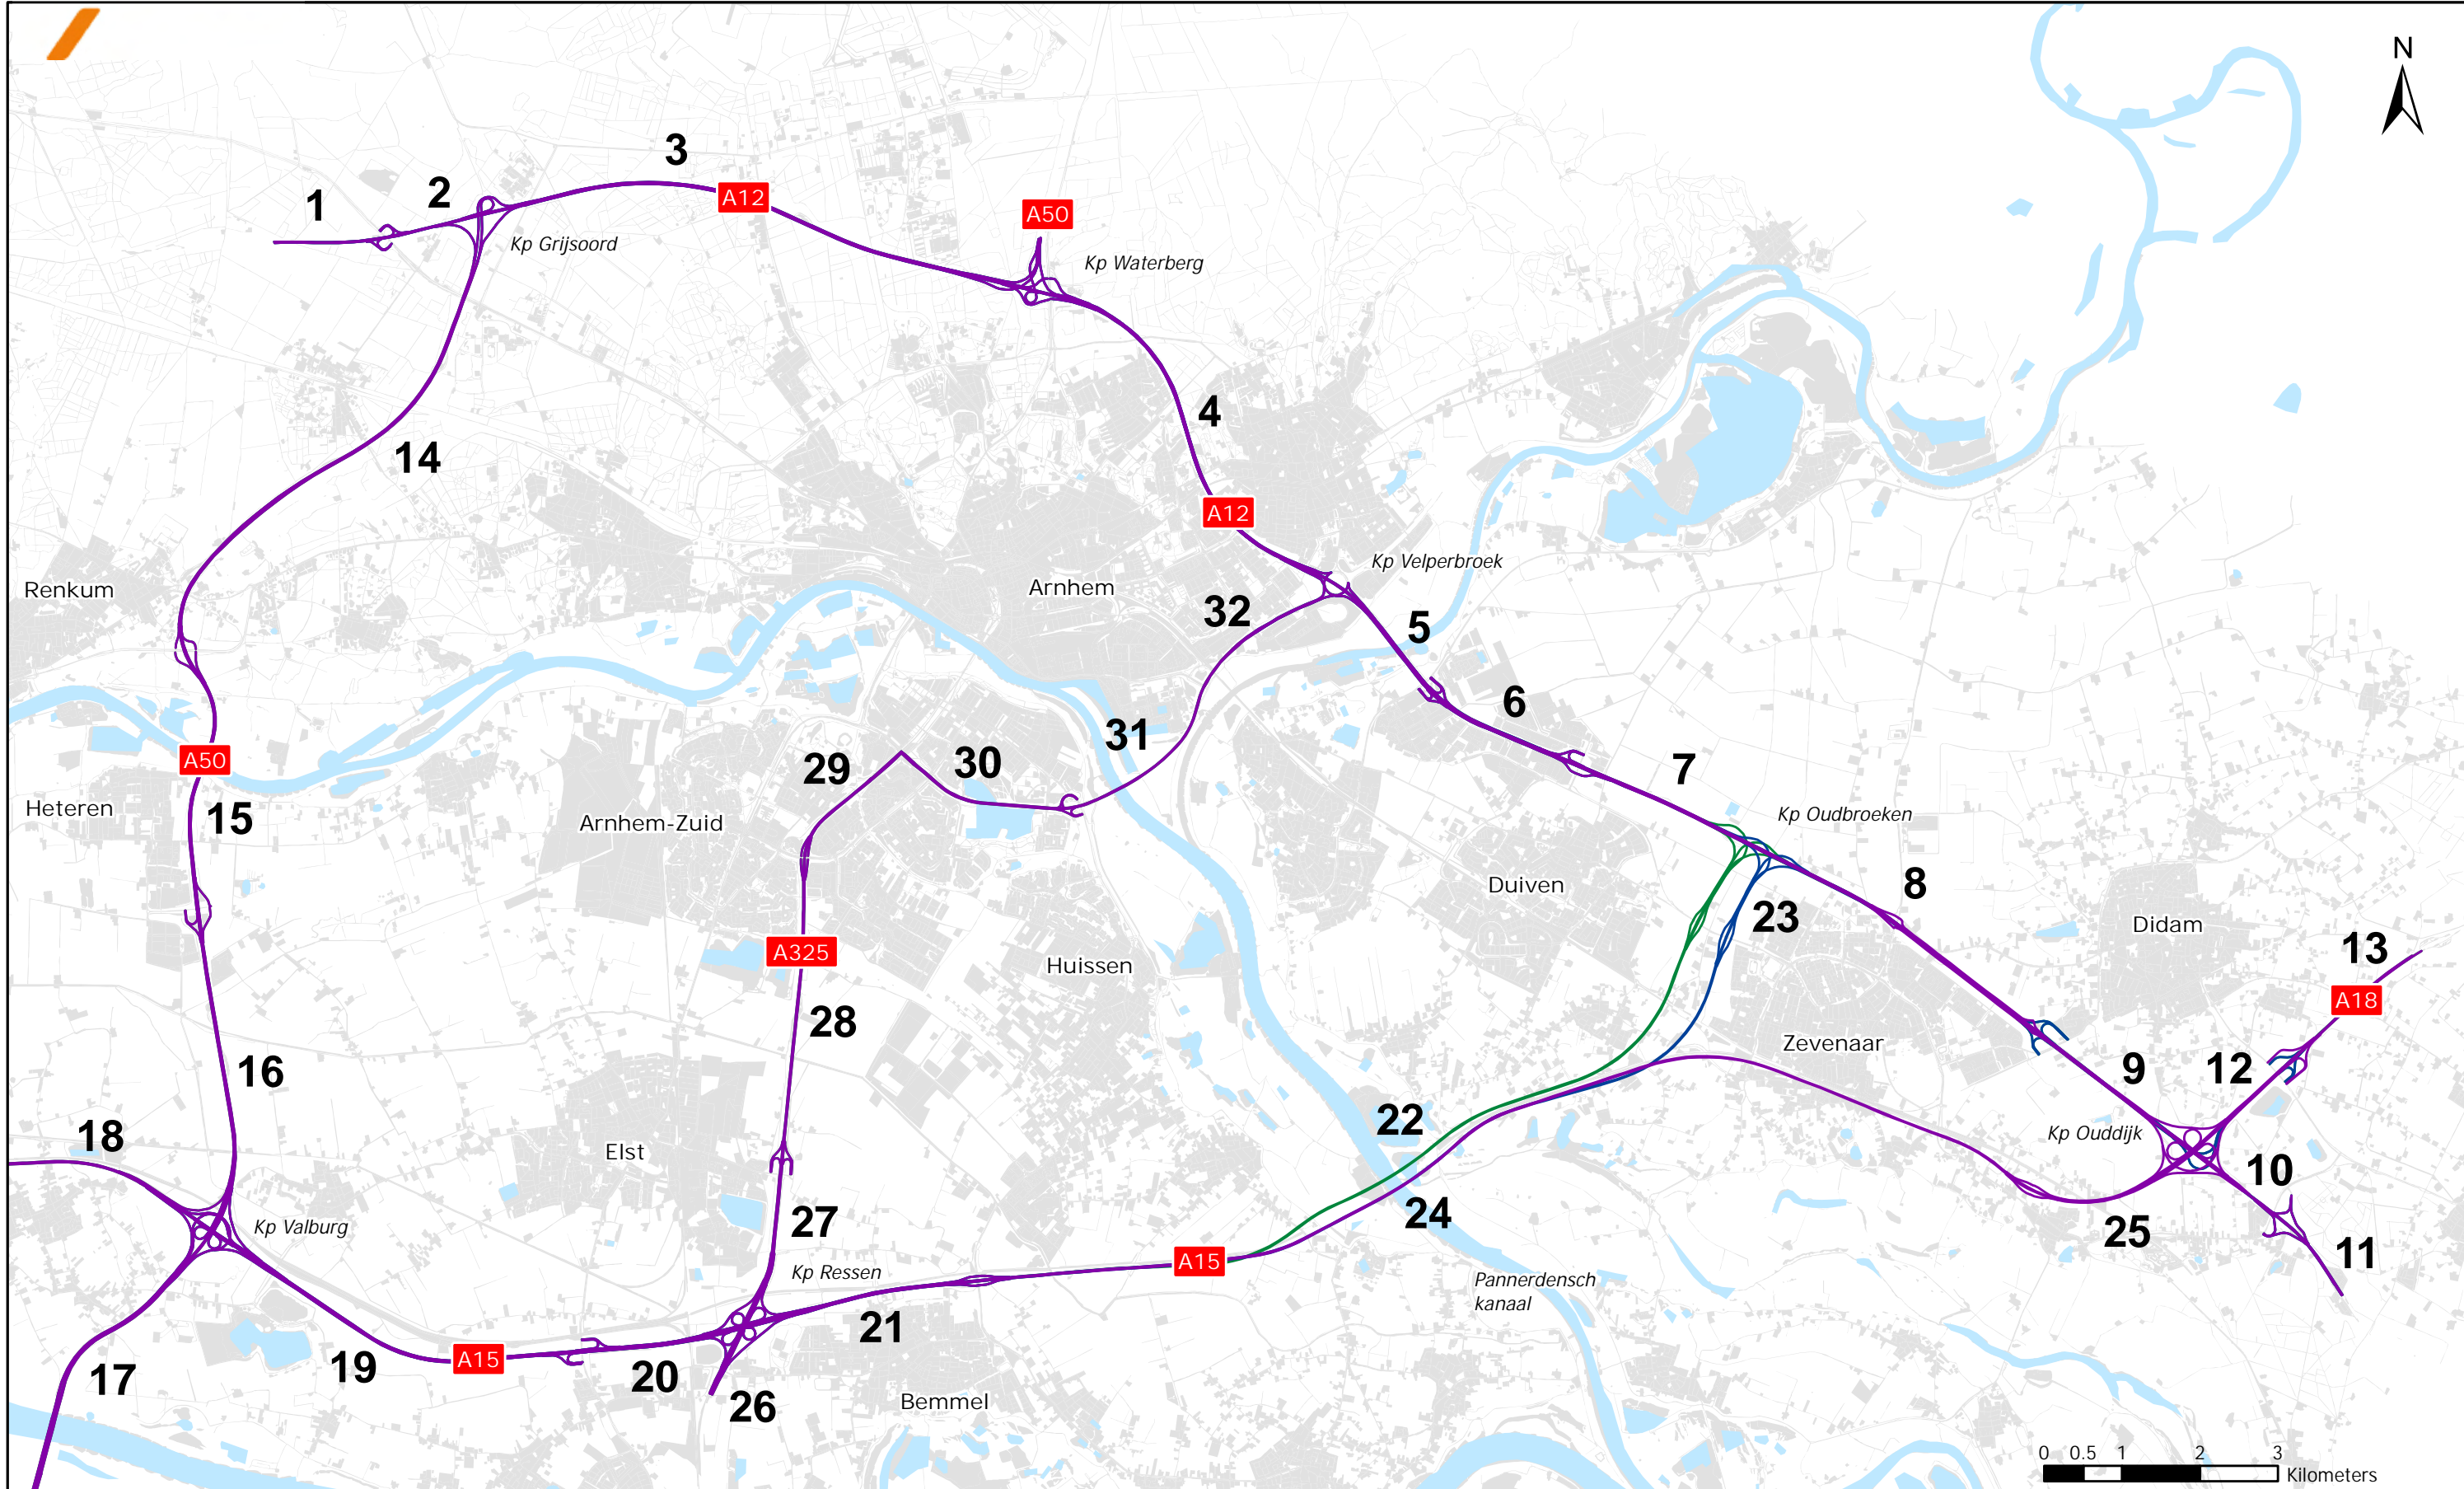 N
3
1
2
A12
A50
Kp Grijsoord
Kp Waterberg
4
14
A12
Kp Velperbroek
Renkum
Arnhem
32
5
6
31
A50
29
30
7
Heteren
15
Arnhem-Zuid
Kp Oudbroeken
Duiven
8
23
Didam
13
A325
Huissen
A18
28
Zevenaar
16
9
12
22
18
Elst
Kp Ouddijk
10
24
27
Kp Valburg
25
11
A15
Kp Ressen
Pannerdensch
kanaal
21
A15
19
20
17
26
Bemmel
0 0.5 1 2 3
Kilometers